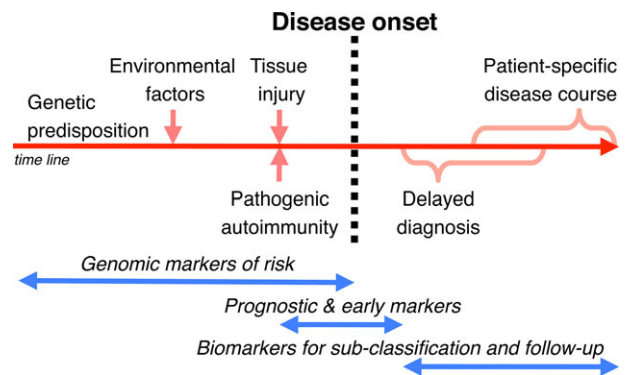 Disease onset
Environmental
factors
Tissue
injury
Patient-specific
disease course
Genetic
predisposition
time line
Pathogenic
autoimmunity
Delayed
diagnosis
Genomic markers of risk
Prognostic & early markers
Biomarkers for sub-classification and follow-up